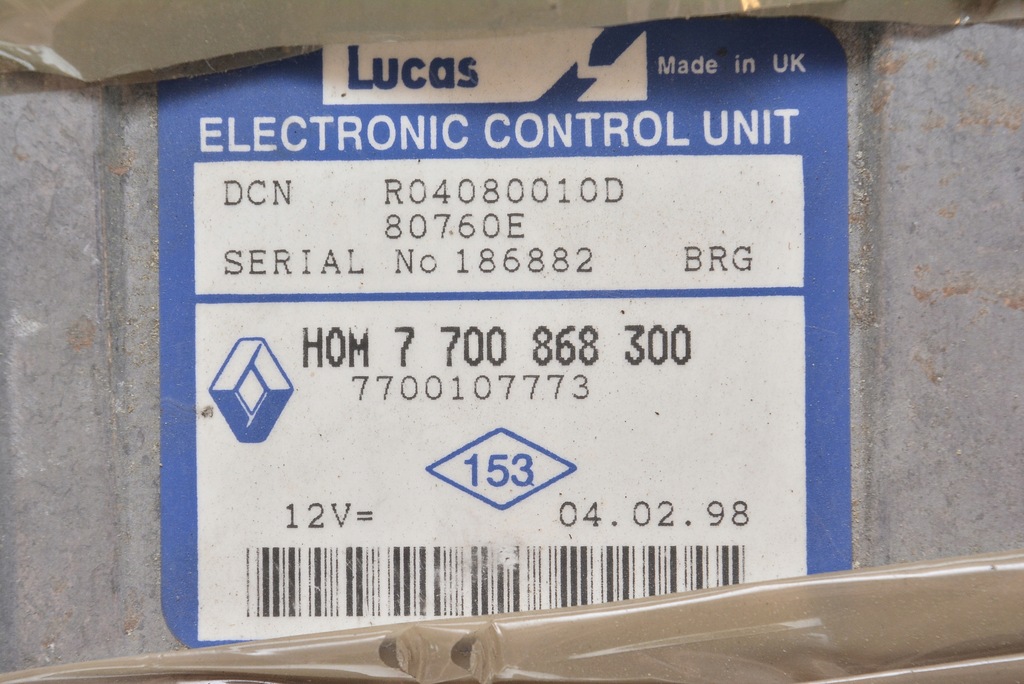 Lucas
Made in UK
ELECTRONIC CONTROL UNIT
DCN R04080010D
80760E
SERIAL No 186882 BRG
HOM 7 700 868 300
7700107773
153
12V= 04.02.98